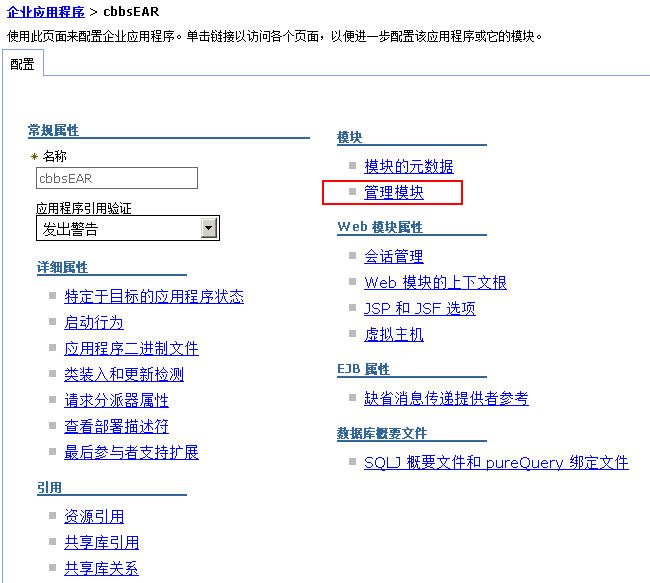 企业应用程序 > cbbsEAR
使用此页面来配置企业应用程序。单击链接以访问各个页面，以便进一步配置该应用程序或它的模块。
配置
常规属性
* 名称
cbbsEAR
应用程序引用验证
发出警告
详细属性
特定于目标的应用程序状态
启动行为
应用程序二进制文件
类装入和更新检测
请求分派器属性
查看部署描述符
最后参与者支持扩展
引用
资源引用
共享库引用
共享库关系
模块
模块的元数据
管理模块
Web 模块属性
会话管理
Web 模块的上下文根
JSP 和 JSF 选项
虚拟主机
EJB 属性
缺省消息传递提供者参考
数据库概要文件
SQLJ 概要文件和 pureQuery 绑定文件